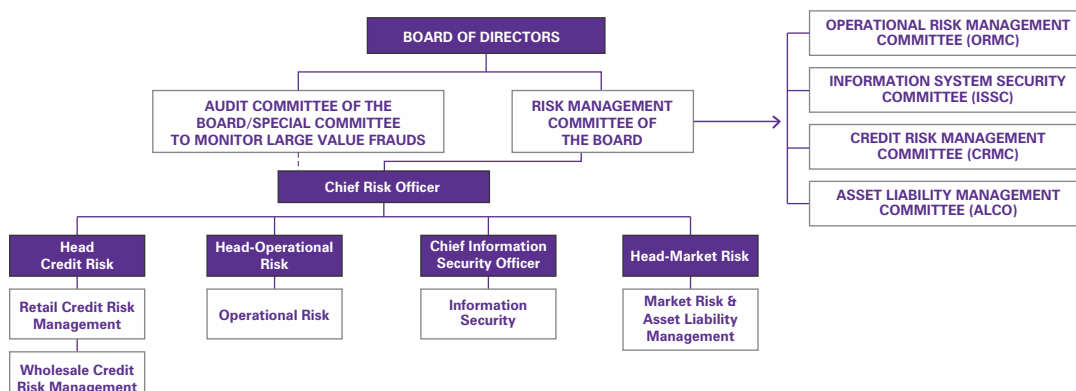 BOARD OF DIRECTORS
AUDIT COMMITTEE OF THE
BOARD/SPECIAL COMMITTEE
TO MONITOR LARGE VALUE FRAUDS
RISK MANAGEMENT
COMMITTEE OF
THE BOARD
OPERATIONAL RISK MANAGEMENT
COMMITTEE (ORMC)
INFORMATION SYSTEM SECURITY
COMMITTEE (ISSC)
CREDIT RISK MANAGEMENT
COMMITTEE (CRMC)
ASSET LIABILITY MANAGEMENT
COMMITTEE (ALCO)
Chief Risk Officer
Head
Credit Risk
Retail Credit Risk
Management
Wholesale Credit
Risk Management
Head-Operational
Risk
Operational Risk
Chief Information
Security Officer
Information
Security
Head-Market Risk
Market Risk &
Asset Liability
Management